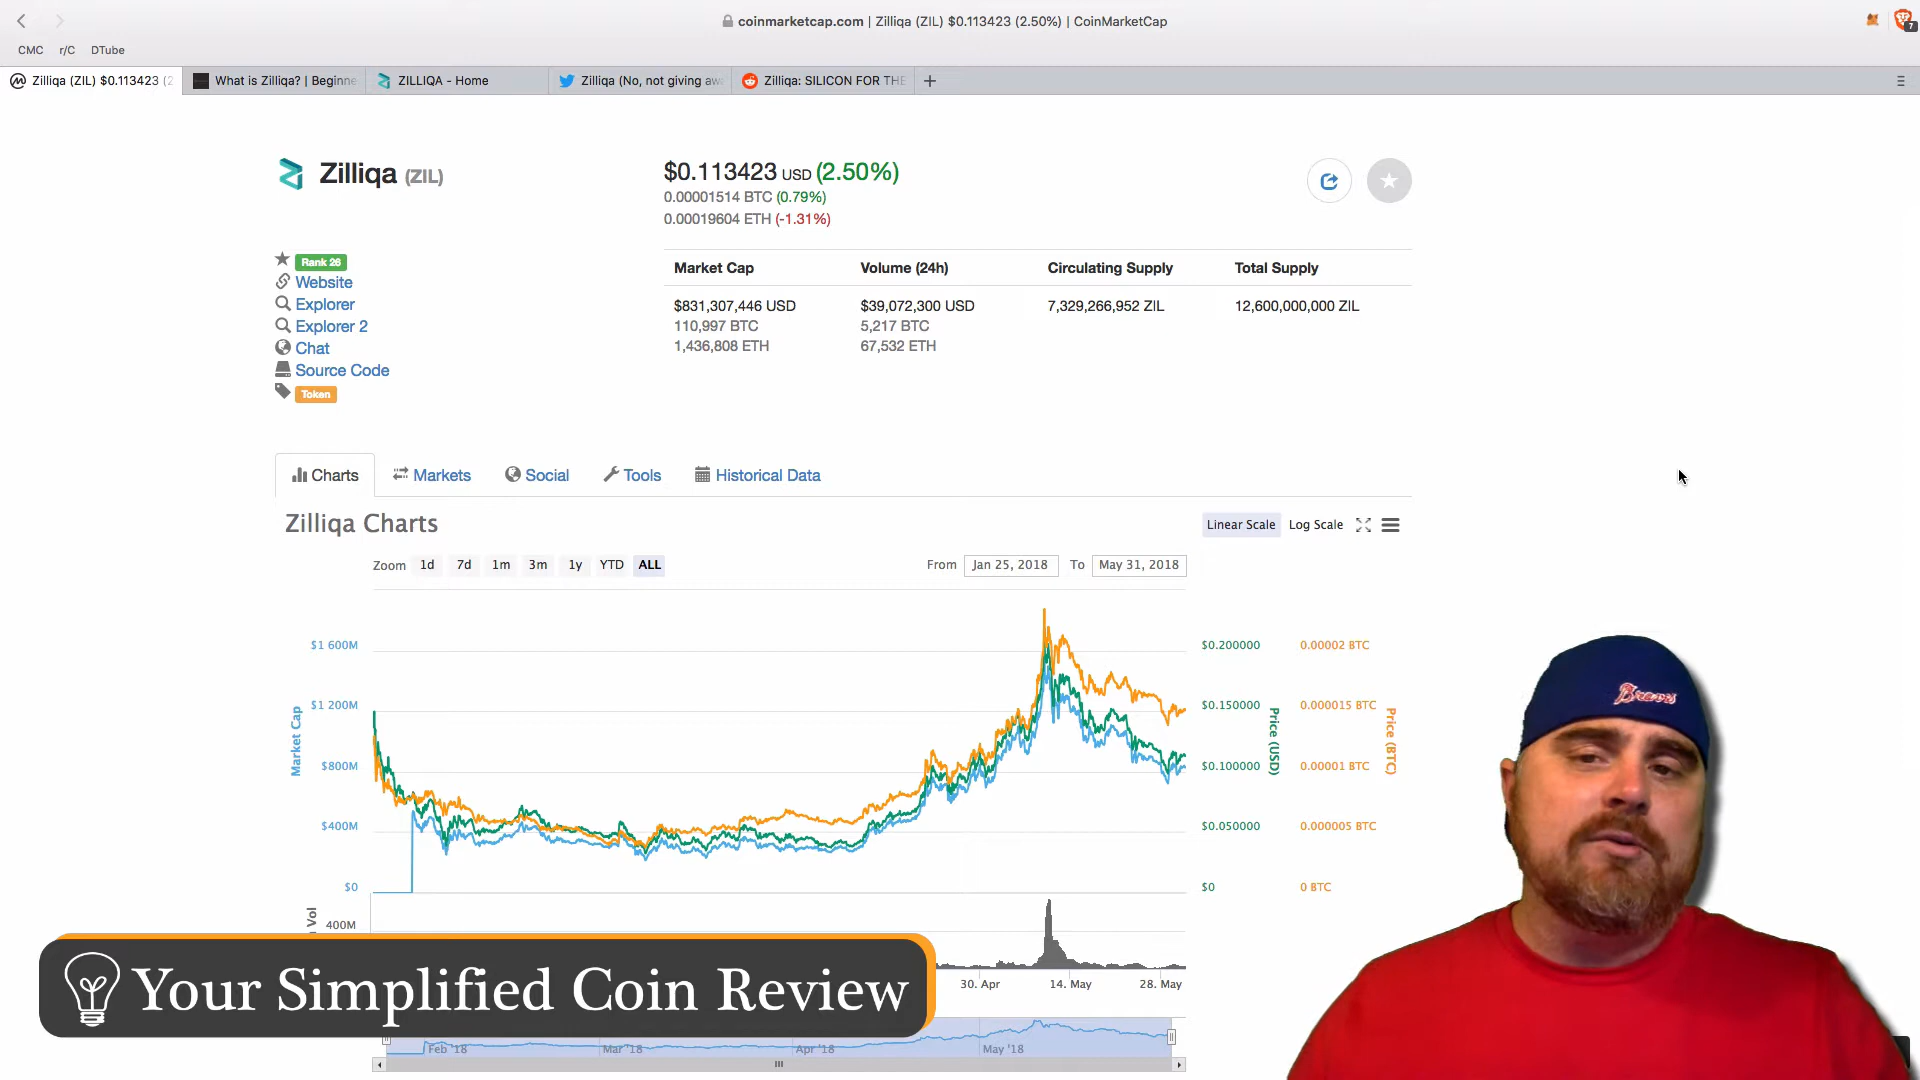 coinmarketcap.com | Zilliqa (ZIL) $0.113423 (2.50%) | CoinMarketCap
7
CMC r/C DTube
Zilliqa (ZIL) $0.113423 (2
What is Zilliqa? | Beginne
ZILLIQA - Home
Zilliqa (No, not giving aw
Zilliqa: SILICON FOR THE
Zilliqa (ZIL)
$0.113423 USD (2.50%)
0.00001514 BTC (0.79%)
0.00019604 ETH (-1.31%)
Rank 26
Website
Explorer
Explorer 2
Chat
Source Code
Token
Market Cap Volume (24h) Circulating Supply Total Supply
$831,307,446 USD $39,072,300 USD 7,329,266,952 ZIL 12,600,000,000 ZIL
110,997 BTC 5,217 BTC
1,436,808 ETH 67,532 ETH
Charts Markets Social Tools Historical Data
Zilliqa Charts
Linear Scale Log Scale
Zoom 1d 7d 1m 3m 1y YTD ALL
From Jan 25, 2018 To May 31, 2018
$1 600M $0.200000 0.00002 BTC
$1 200M $0.150000 0.000015 BTC
Market Cap Price (USD) Price (BTC)
$800M $0.100000 0.00001 BTC
$400M $0.050000 0.000005 BTC
$0 $0 0 BTC
Vol
400M
30. Apr 14. May 28. May
Feb '18 Mar '18 Apr '18 May '18
Your Simplified Coin Review
Braves